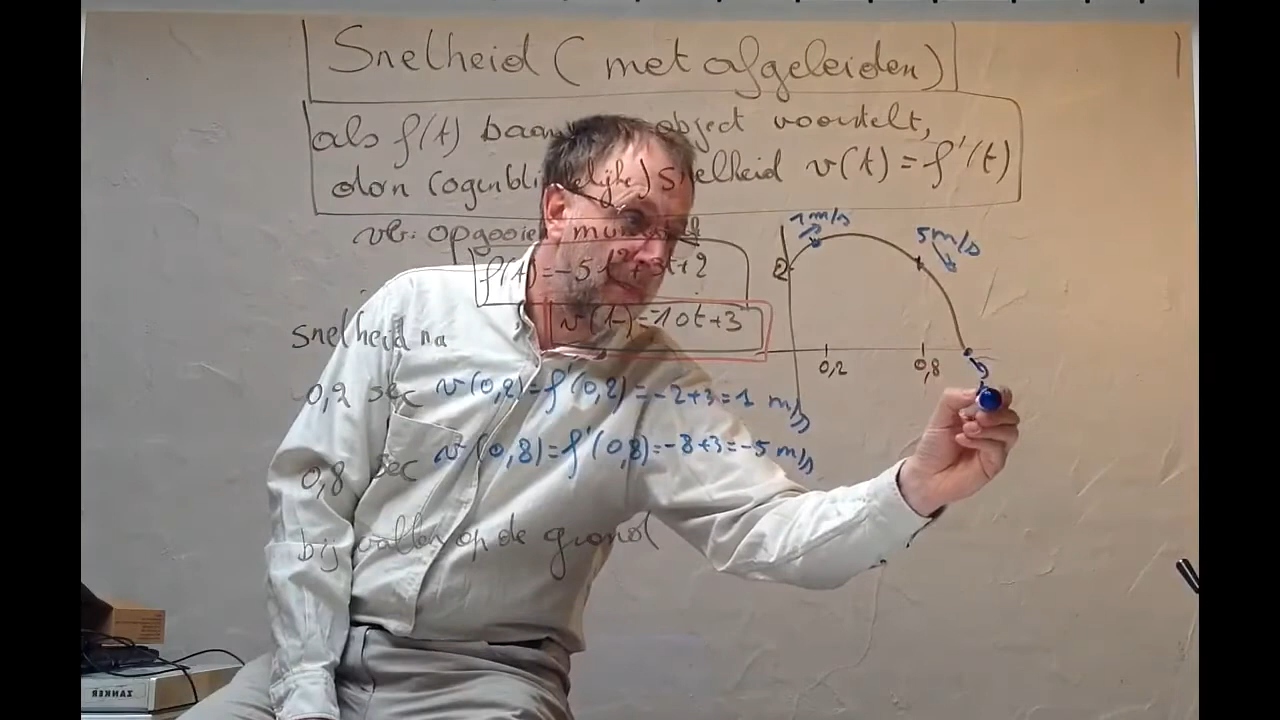 Snelheid (met afgeleiden)
als f(t) baan object voorstelt,
dan (ogenblikkelijke) snelheid v(t) = f'(t)
vb: opgooien muntstuk
f(t) = -5t² + 3t + 2
v(t) = -10t + 3
snelheid na
0,2 sec v(0,2) = f'(0,2) = -2+3 = 1 m/s
0,8 sec v(0,8) = f'(0,8) = -8+3 = -5 m/s
bij vallen op de grond
1 m/s
5 m/s
2
0,2
0,8
ZANKER